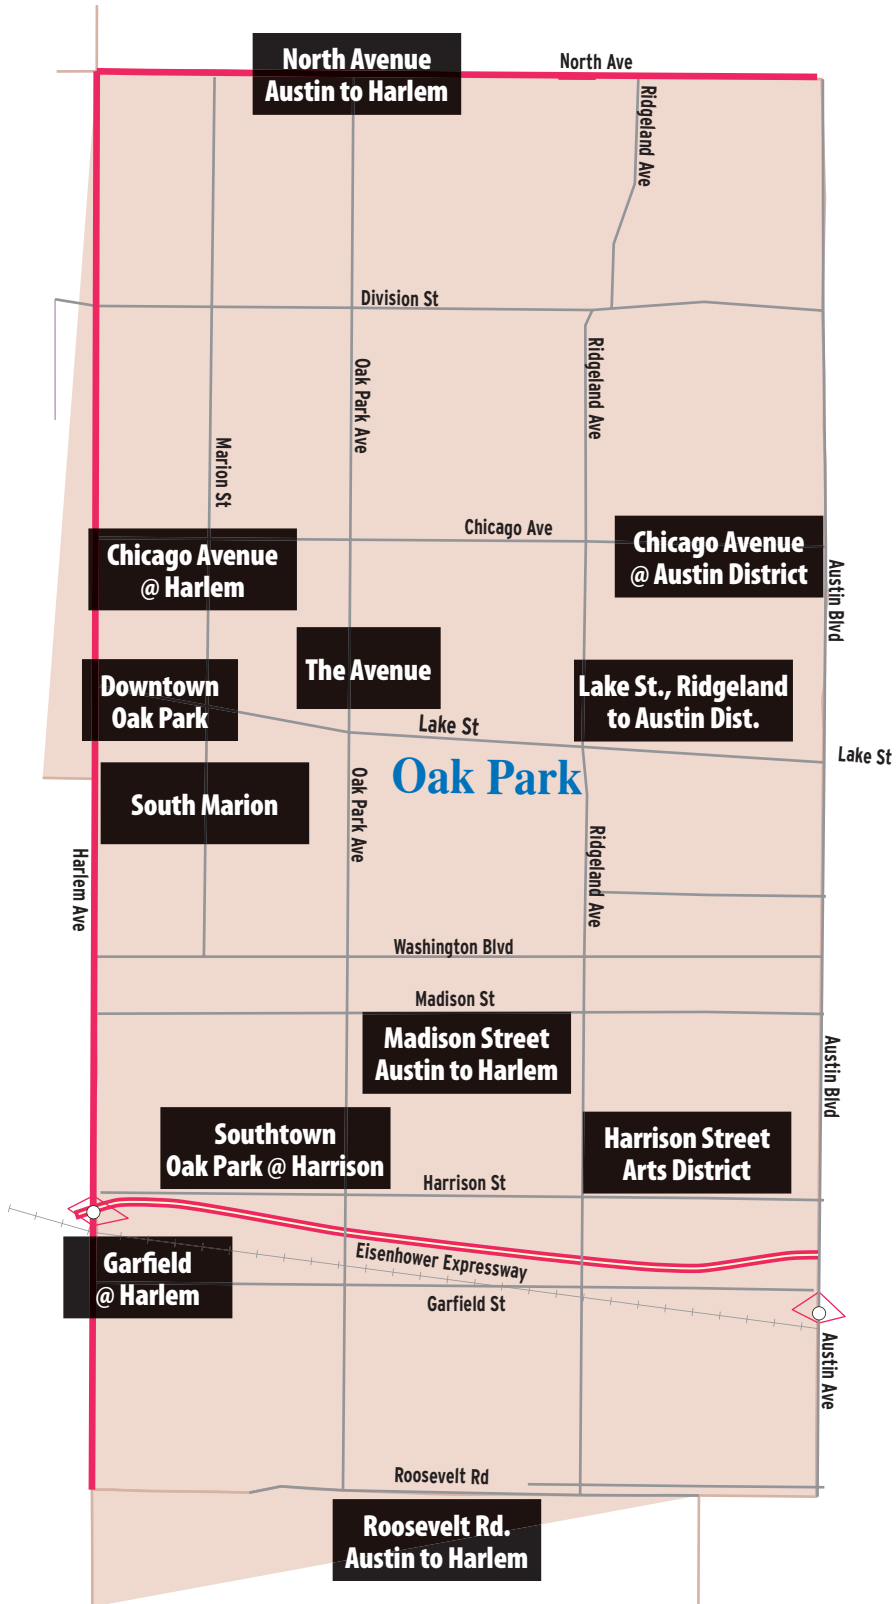 North Avenue
Austin to Harlem
North Ave
Ridgeland Ave
Division St
Oak Park Ave
Ridgeland Ave
Marion St
Chicago Ave
Chicago Avenue
@ Harlem
Chicago Avenue
@ Austin District
Austin Blvd
The Avenue
Downtown
Oak Park
Lake St., Ridgeland
to Austin Dist.
Lake St
Lake St
Oak Park
South Marion
Oak Park Ave
Ridgeland Ave
Harlem Ave
Washington Blvd
Madison St
Madison Street
Austin to Harlem
Austin Blvd
Southtown
Oak Park @ Harrison
Harrison Street
Arts District
Harrison St
Eisenhower Expressway
Garfield
@ Harlem
Garfield St
Austin Ave
Roosevelt Rd
Roosevelt Rd.
Austin to Harlem